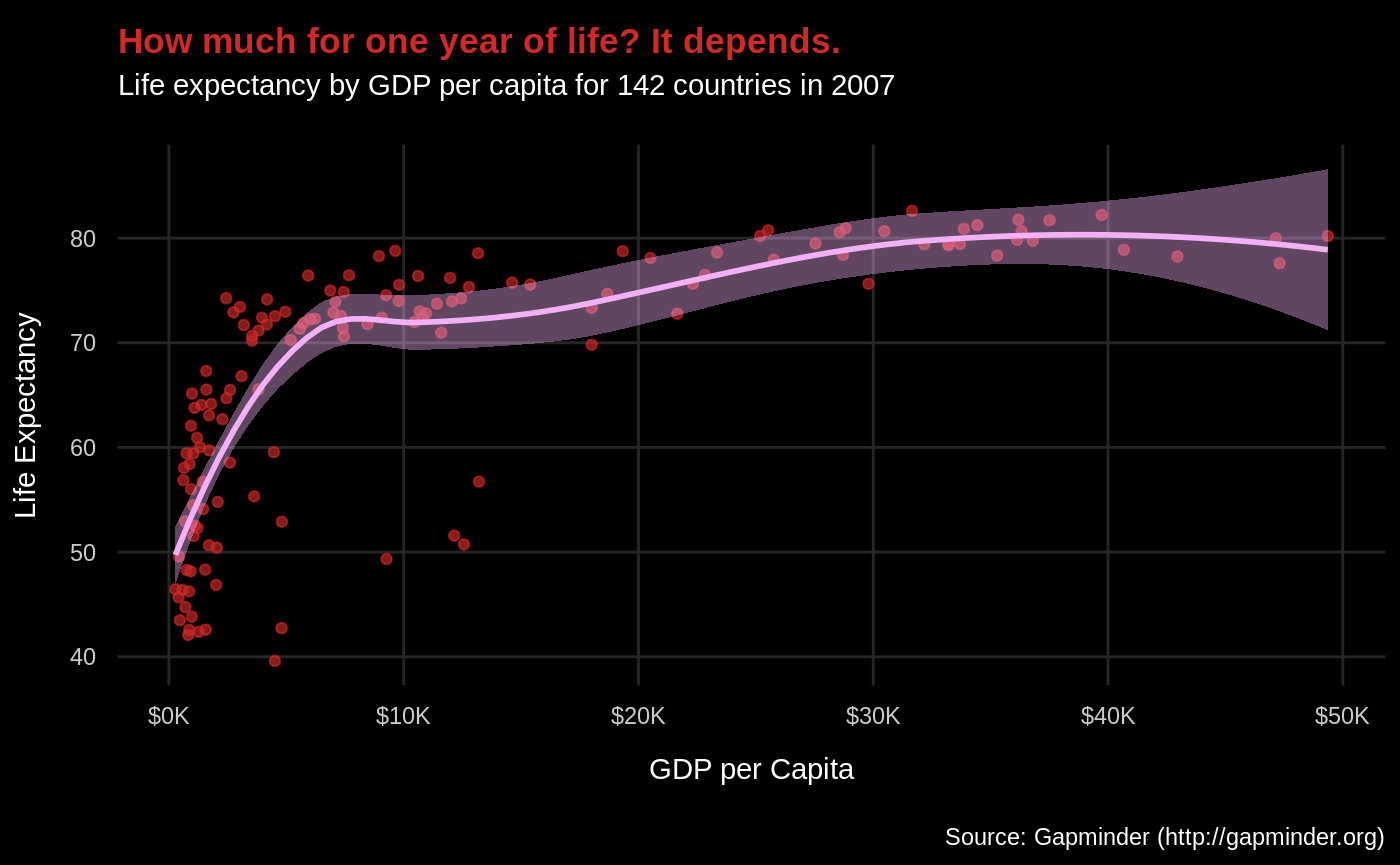 How much for one year of life? It depends.
Life expectancy by GDP per capita for 142 countries in 2007
Life Expectancy
80
70
60
50
40
$0K
$10K
$20K
$30K
$40K
$50K
GDP per Capita
Source: Gapminder (http://gapminder.org)